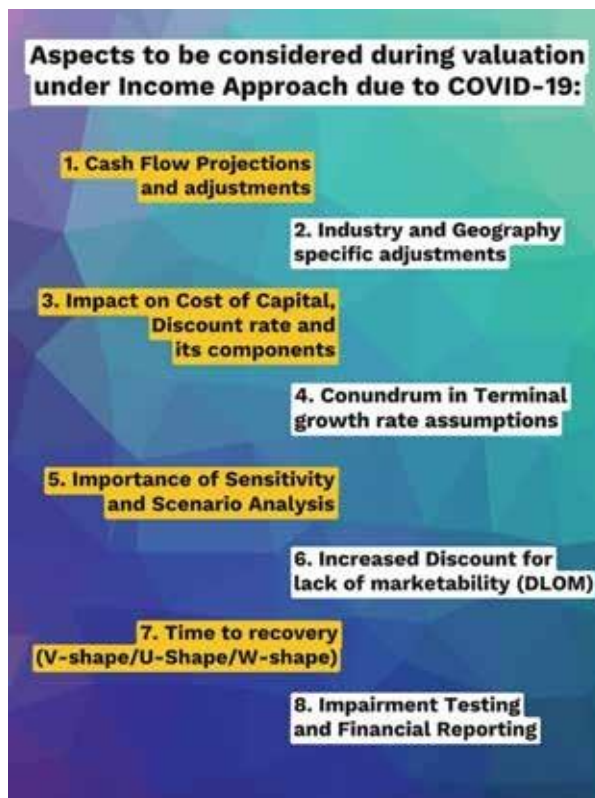 Aspects to be considered during valuation
under Income Approach due to COVID-19:
1. Cash Flow Projections
and adjustments
2. Industry and Geography
specific adjustments
3. Impact on Cost of Capital,
Discount rate and
its components
4. Conundrum in Terminal
growth rate assumptions
5. Importance of Sensitivity
and Scenario Analysis
6. Increased Discount for
lack of marketability (DLOM)
7. Time to recovery
(V-shape/U-Shape/W-shape)
8. Impairment Testing
and Financial Reporting